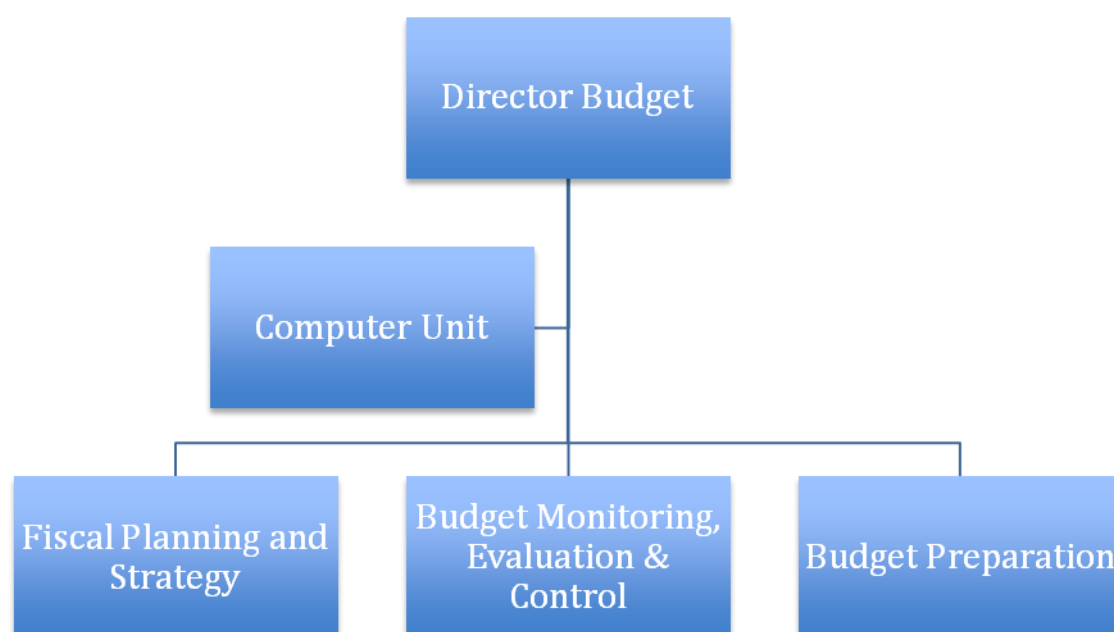 Director Budget
Computer Unit
Fiscal Planning and
Strategy
Budget Monitoring,
Evaluation &
Control
Budget Preparation